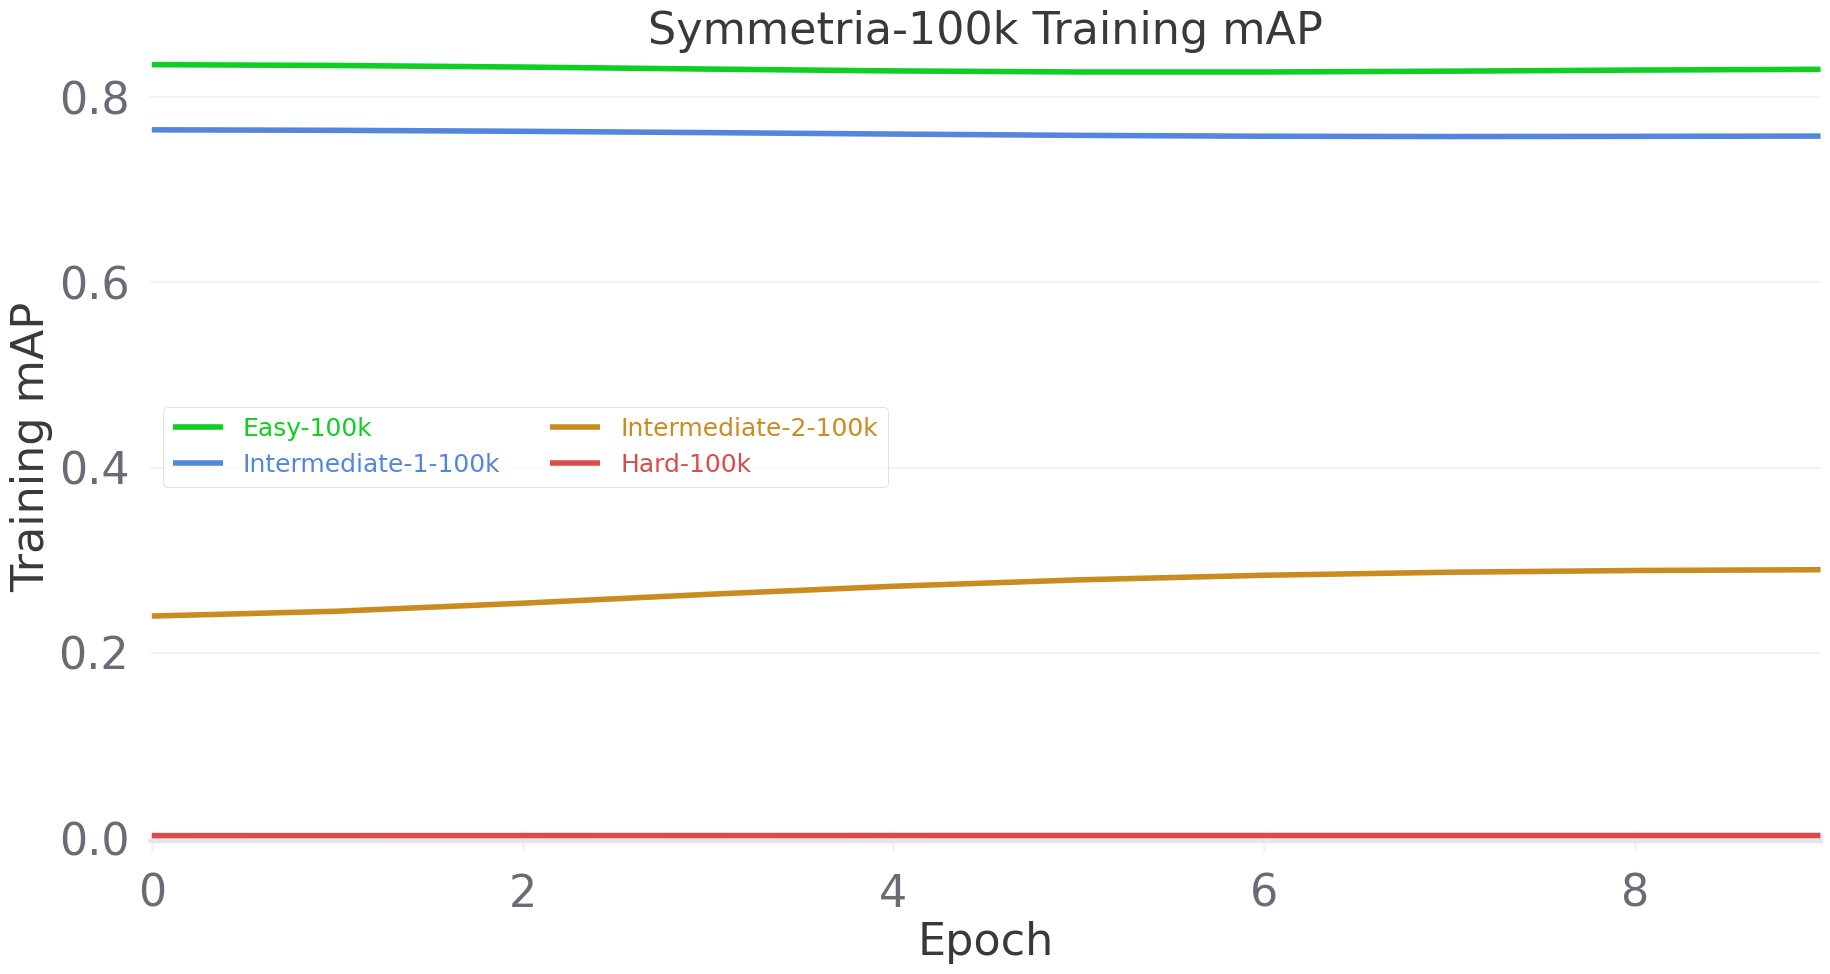 Symmetria-100k Training mAP
Training mAP
0.8
0.6
0.4
0.2
0.0
Easy-100k
Intermediate-1-100k
Intermediate-2-100k
Hard-100k
0 2 4 6 8
Epoch